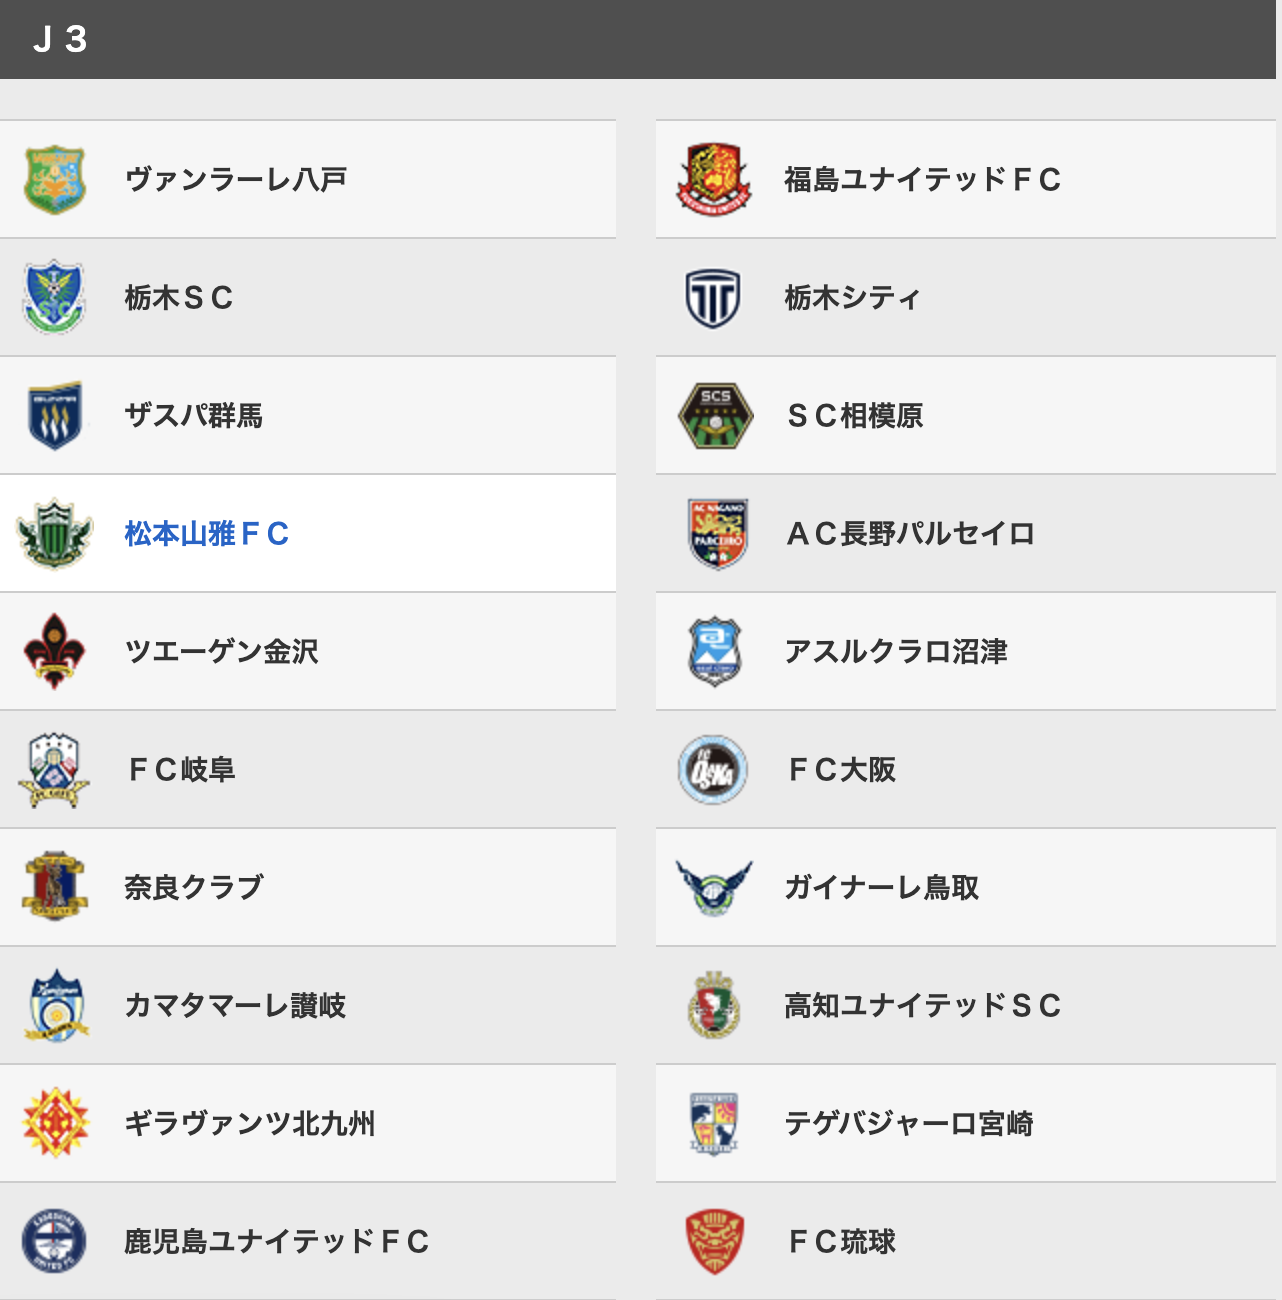 Ｊ３
ヴァンラーレ八戸
福島ユナイテッドＦＣ
栃木ＳＣ
栃木シティ
ザスパ群馬
SCS
ＳＣ相模原
松本山雅ＦＣ
AC NAGANO
PARCEIRO
ＡＣ長野パルセイロ
ツエーゲン金沢
アスルクラロ沼津
ＦＣ岐阜
FC
OSAKA
ＦＣ大阪
奈良クラブ
ガイナーレ鳥取
カマタマーレ讃岐
高知ユナイテッドＳＣ
ギラヴァンツ北九州
テゲバジャーロ宮崎
鹿児島ユナイテッドＦＣ
ＦＣ琉球